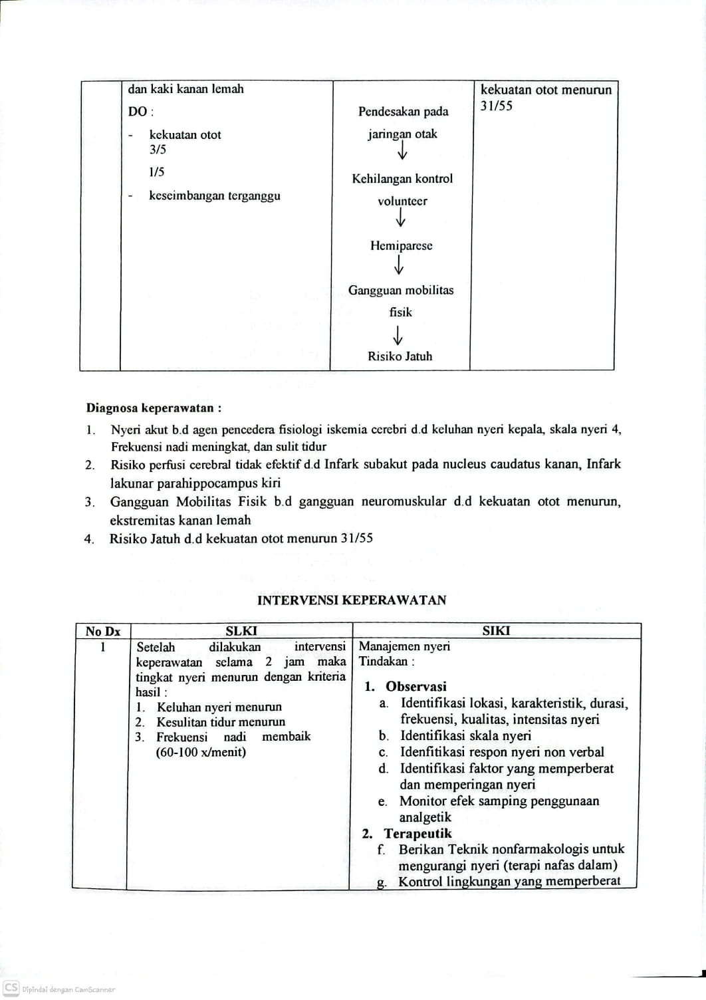 dan kaki kanan lemah
DO :
- kekuatan otot
3/5
1/5
- keseimbangan terganggu
Pendesakan pada
jaringan otak
↓
Kehilangan kontrol
volunteer
↓
Hemiparese
↓
Gangguan mobilitas
fisik
↓
Risiko Jatuh
kekuatan otot menurun
31/55
Diagnosa keperawatan :
1. Nyeri akut b.d agen pencedera fisiologi iskemia cerebri d.d keluhan nyeri kepala, skala nyeri 4,
Frekuensi nadi meningkat, dan sulit tidur
2. Risiko perfusi cerebral tidak efektif d.d Infark subakut pada nucleus caudatus kanan, Infark
lakunar parahippocampus kiri
3. Gangguan Mobilitas Fisik b.d gangguan neuromuskular d.d kekuatan otot menurun,
ekstremitas kanan lemah
4. Risiko Jatuh d.d kekuatan otot menurun 31/55
INTERVENSI KEPERAWATAN
No Dx
SLKI
SIKI
1
Setelah dilakukan intervensi
keperawatan selama 2 jam maka
tingkat nyeri menurun dengan kriteria
hasil :
1. Keluhan nyeri menurun
2. Kesulitan tidur menurun
3. Frekuensi nadi membaik
(60-100 x/menit)
Manajemen nyeri
Tindakan :
1. Observasi
a. Identifikasi lokasi, karakteristik, durasi,
frekuensi, kualitas, intensitas nyeri
b. Identifikasi skala nyeri
c. Idenfitikasi respon nyeri non verbal
d. Identifikasi faktor yang memperberat
dan memperingan nyeri
e. Monitor efek samping penggunaan
analgetik
2. Terapeutik
f. Berikan Teknik nonfarmakologis untuk
mengurangi nyeri (terapi nafas dalam)
g. Kontrol lingkungan yang memperberat
CS Dipindai dengan CamScanner